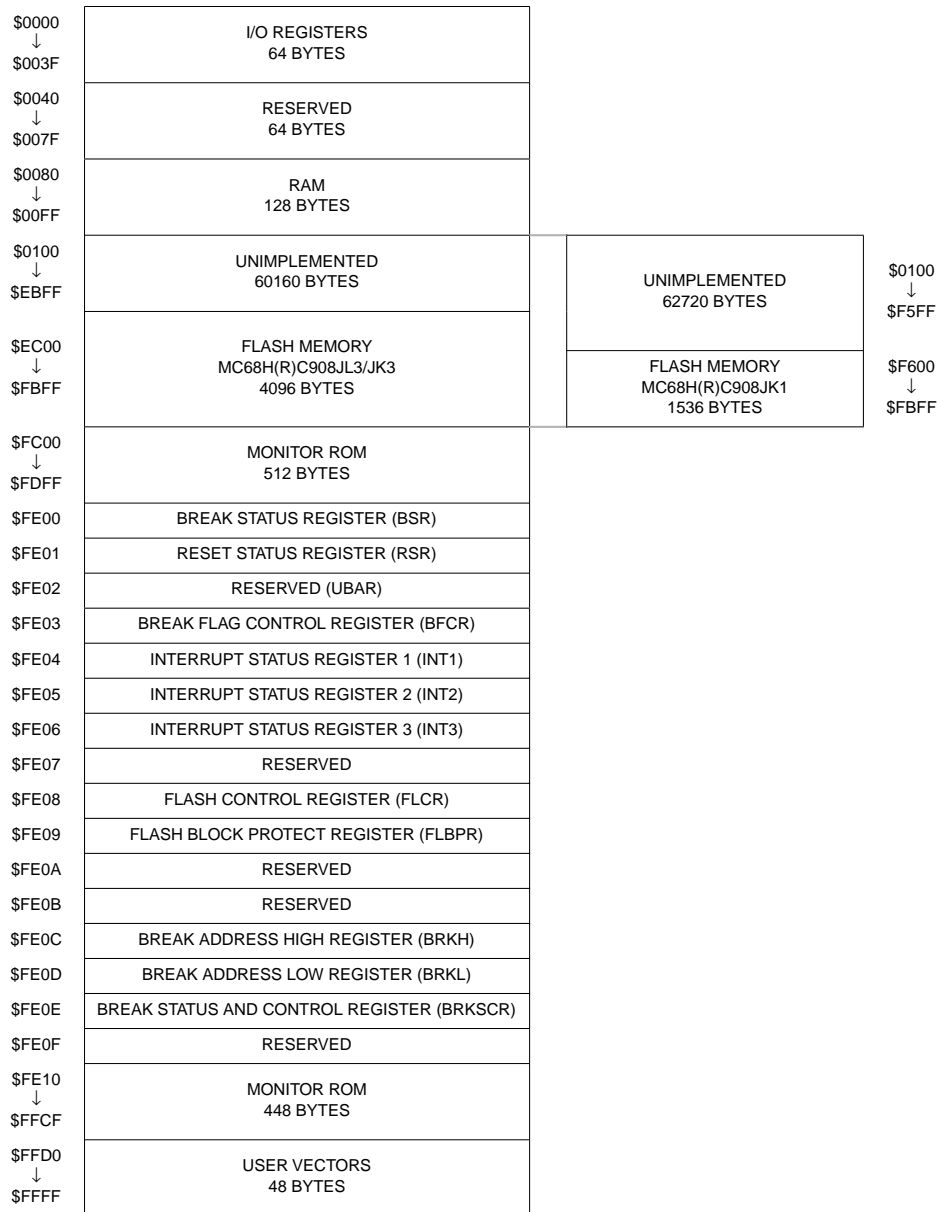 $0000
↓
$003F
I/O REGISTERS
64 BYTES
$0040
↓
$007F
RESERVED
64 BYTES
$0080
↓
$00FF
RAM
128 BYTES
$0100
↓
$EBFF
UNIMPLEMENTED
60160 BYTES
UNIMPLEMENTED
62720 BYTES
$0100
↓
$F5FF
$EC00
↓
$FBFF
FLASH MEMORY
MC68H(R)C908JL3/JK3
4096 BYTES
FLASH MEMORY
MC68H(R)C908JK1
1536 BYTES
$F600
↓
$FBFF
$FC00
↓
$FDFF
MONITOR ROM
512 BYTES
$FE00 BREAK STATUS REGISTER (BSR)
$FE01 RESET STATUS REGISTER (RSR)
$FE02 RESERVED (UBAR)
$FE03 BREAK FLAG CONTROL REGISTER (BFCR)
$FE04 INTERRUPT STATUS REGISTER 1 (INT1)
$FE05 INTERRUPT STATUS REGISTER 2 (INT2)
$FE06 INTERRUPT STATUS REGISTER 3 (INT3)
$FE07 RESERVED
$FE08 FLASH CONTROL REGISTER (FLCR)
$FE09 FLASH BLOCK PROTECT REGISTER (FLBPR)
$FE0A RESERVED
$FE0B RESERVED
$FE0C BREAK ADDRESS HIGH REGISTER (BRKH)
$FE0D BREAK ADDRESS LOW REGISTER (BRKL)
$FE0E BREAK STATUS AND CONTROL REGISTER (BRKSCR)
$FE0F RESERVED
$FE10
↓
$FFCF
MONITOR ROM
448 BYTES
$FFD0
↓
$FFFF
USER VECTORS
48 BYTES